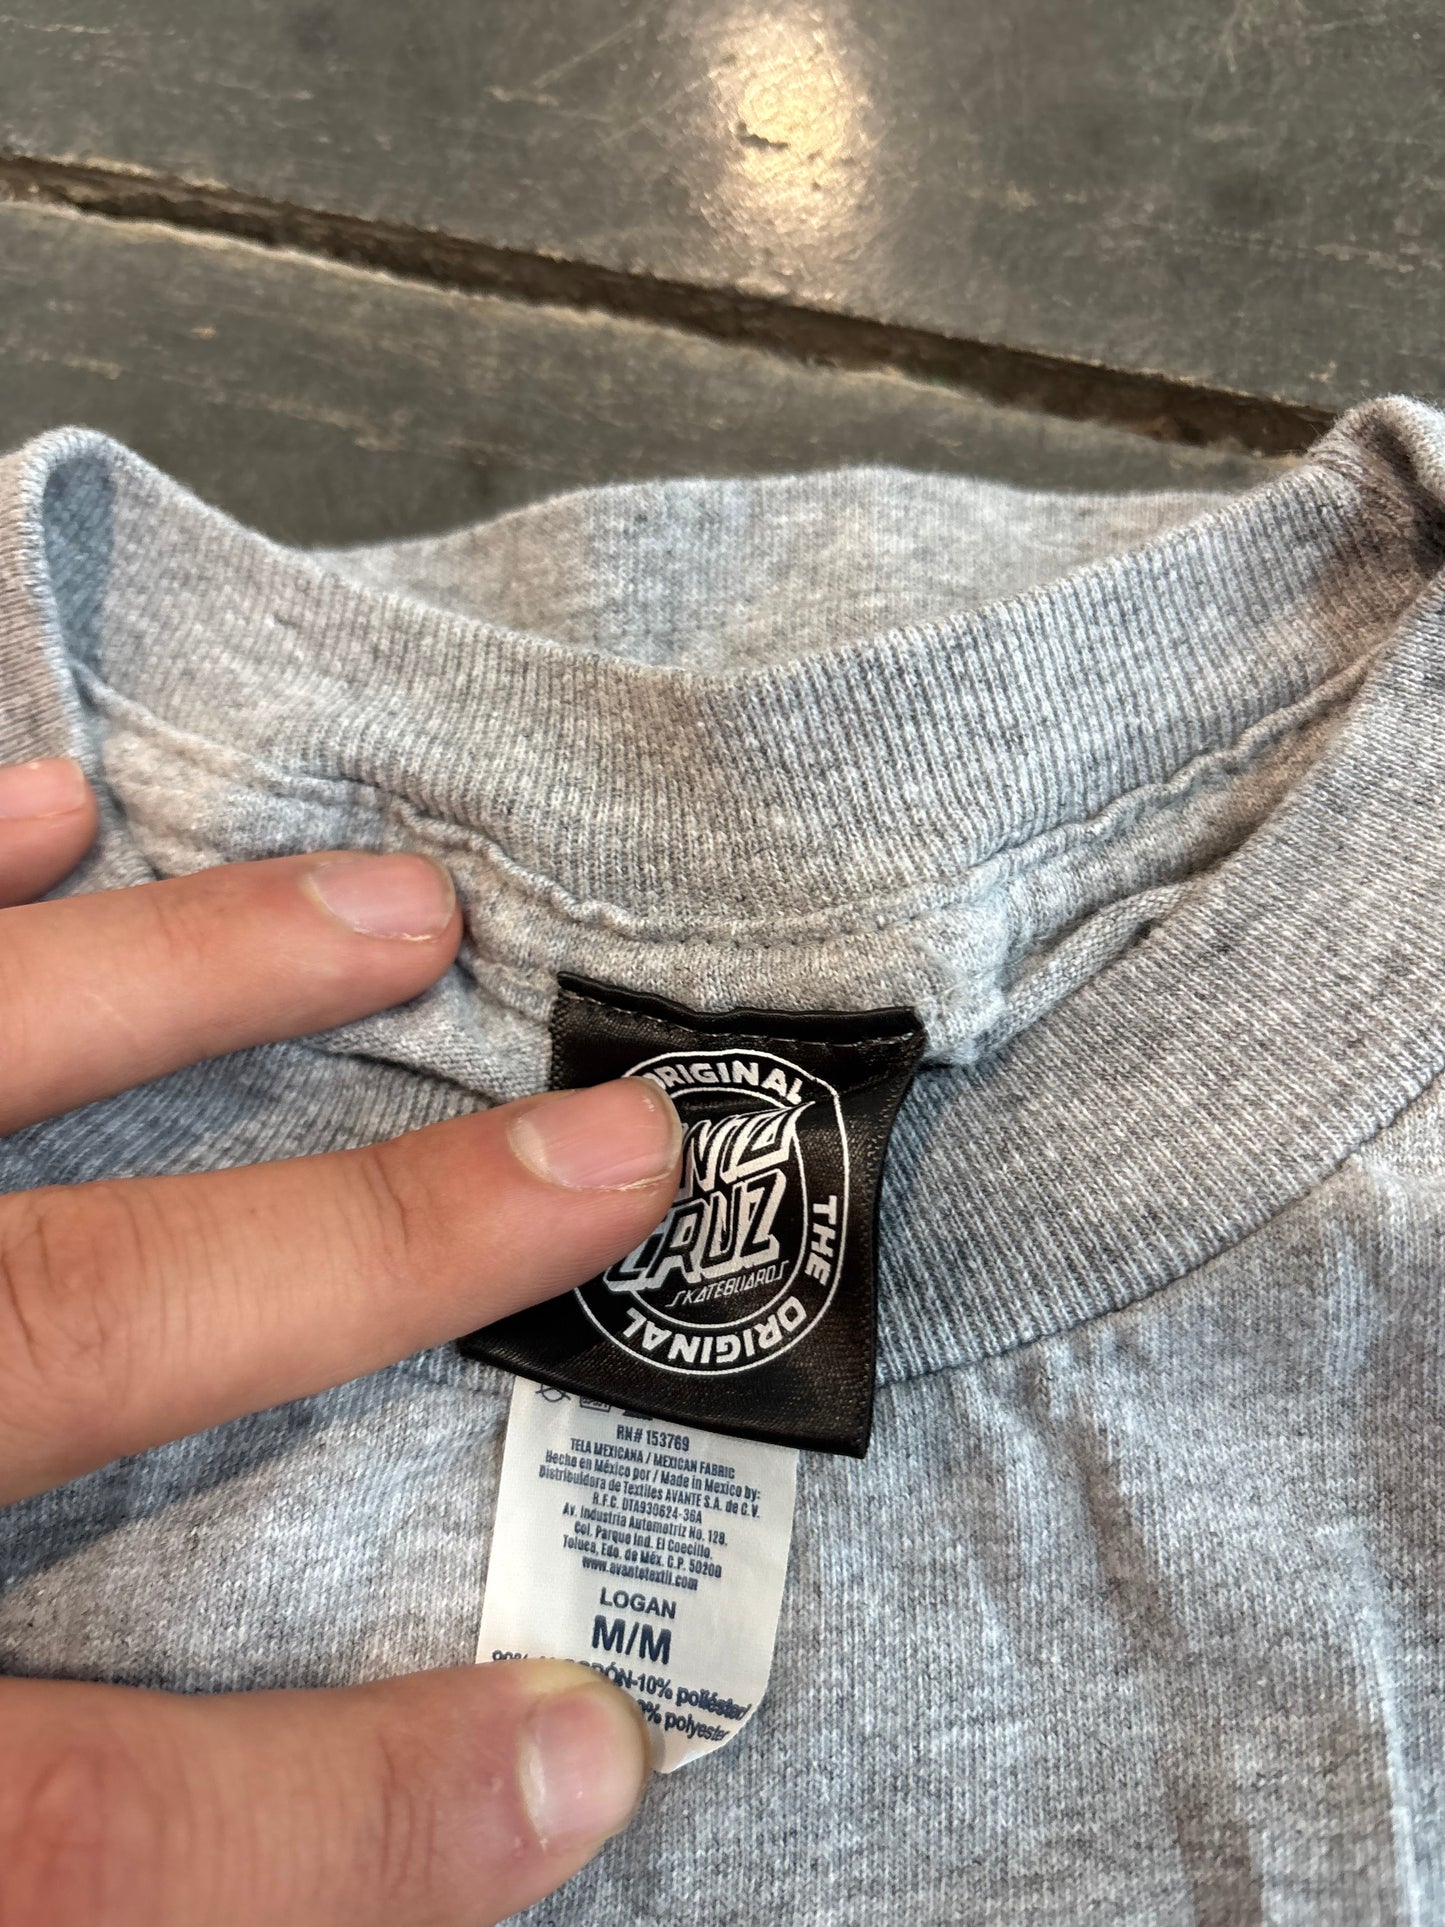 ORIGINAL
CRUZ
SKATEBOARDS
THE ORIGINAL
ORIGINAL
RN# 153769
TELA MEXICANA / MEXICAN FABRIC
Hecho en México por / Made in Mexico by:
Distribuidora de Textiles AVANTE S.A. de C.V.
R.F.C. DTA930624-36A
Av. Industria Automotriz No. 128,
Col. Parque Ind. El Coecillo.
Toluca, Edo. de Méx. C.P. 50200
www.avantetextil.com
LOGAN
M/M
-10% poliéster
polyester